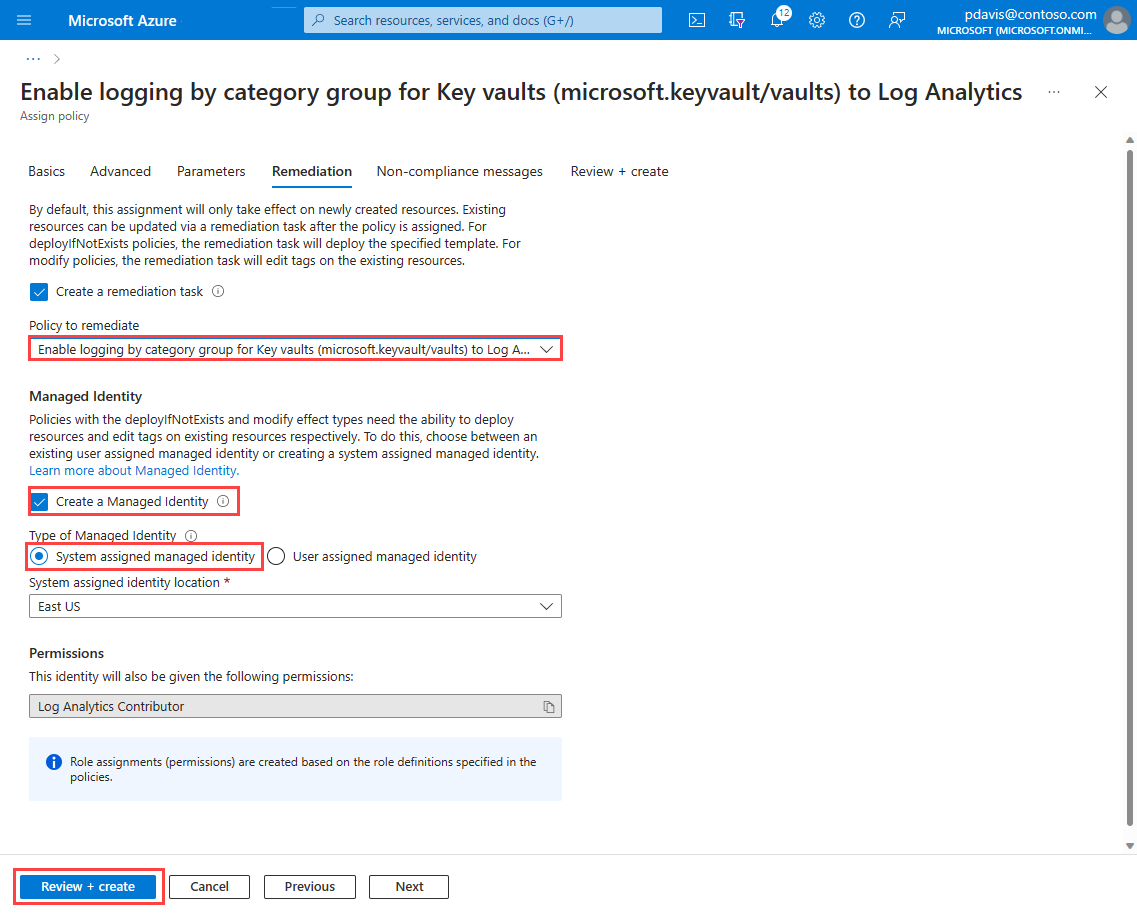 Microsoft Azure
Search resources, services, and docs (G+/)
12
pdavis@contoso.com
MICROSOFT (MICROSOFT.ONMI...
Enable logging by category group for Key vaults (microsoft.keyvault/vaults) to Log Analytics
Assign policy
Basics Advanced Parameters Remediation Non-compliance messages Review + create
By default, this assignment will only take effect on newly created resources. Existing
resources can be updated via a remediation task after the policy is assigned. For
deployIfNotExists policies, the remediation task will deploy the specified template. For
modify policies, the remediation task will edit tags on the existing resources.
Create a remediation task
Policy to remediate
Enable logging by category group for Key vaults (microsoft.keyvault/vaults) to Log A...
Managed Identity
Policies with the deployIfNotExists and modify effect types need the ability to deploy
resources and edit tags on existing resources respectively. To do this, choose between an
existing user assigned managed identity or creating a system assigned managed identity.
Learn more about Managed Identity.
Create a Managed Identity
Type of Managed Identity
System assigned managed identity User assigned managed identity
System assigned identity location *
East US
Permissions
This identity will also be given the following permissions:
Log Analytics Contributor
Role assignments (permissions) are created based on the role definitions specified in the
policies.
Review + create Cancel Previous Next